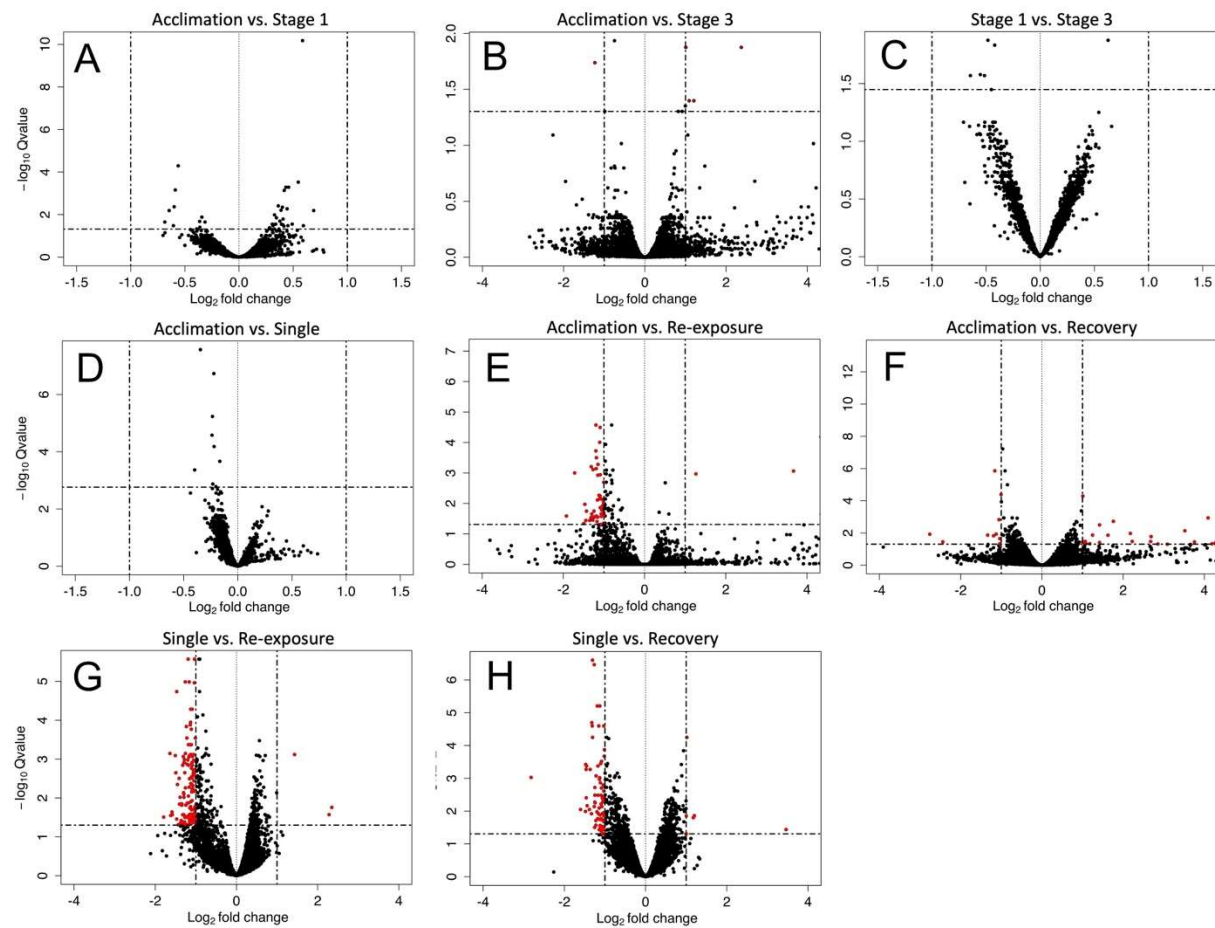 Acclimation vs. Stage 1
A
− log10 Qvalue
10
8
6
4
2
0
-1.5 -1.0 -0.5 0.0 0.5 1.0 1.5
Log2 fold change
Acclimation vs. Stage 3
B
2.0
1.5
1.0
0.5
0.0
-4 -2 0 2 4
Log2 fold change
Stage 1 vs. Stage 3
C
1.5
1.0
0.5
0.0
-1.5 -1.0 -0.5 0.0 0.5 1.0 1.5
Log2 fold change
Acclimation vs. Single
D
− log10 Qvalue
6
4
2
0
-1.5 -1.0 -0.5 0.0 0.5 1.0 1.5
Log2 fold change
Acclimation vs. Re-exposure
E
7
6
5
4
3
2
1
0
-4 -2 0 2 4
Log2 fold change
Acclimation vs. Recovery
F
12
10
8
6
4
2
0
-4 -2 0 2 4
Log2 fold change
Single vs. Re-exposure
G
− log10 Qvalue
5
4
3
2
1
0
-4 -2 0 2 4
Log2 fold change
Single vs. Recovery
H
6
5
4
3
2
1
0
-4 -2 0 2 4
Log2 fold change